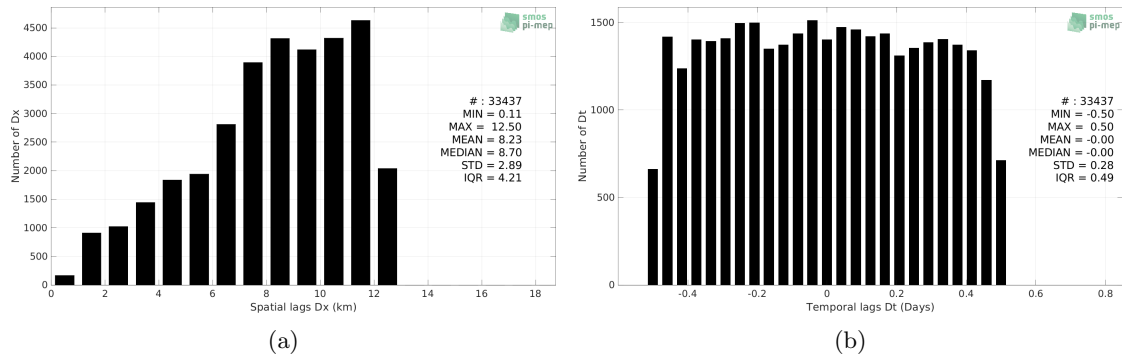 4500
4000
3500
3000
2500
2000
1500
1000
500
0
Number of Dx
smos
pi-mep
# : 33437
MIN = 0.11
MAX = 12.50
MEAN = 8.23
MEDIAN = 8.70
STD = 2.89
IQR = 4.21
0 2 4 6 8 10 12 14 16 18
Spatial lags Dx (km)
(a)
1500
1000
500
0
Number of Dt
smos
pi-mep
# : 33437
MIN = -0.50
MAX = 0.50
MEAN = -0.00
MEDIAN = -0.00
STD = 0.28
IQR = 0.49
-0.4 -0.2 0 0.2 0.4 0.6 0.8
Temporal lags Dt (Days)
(b)